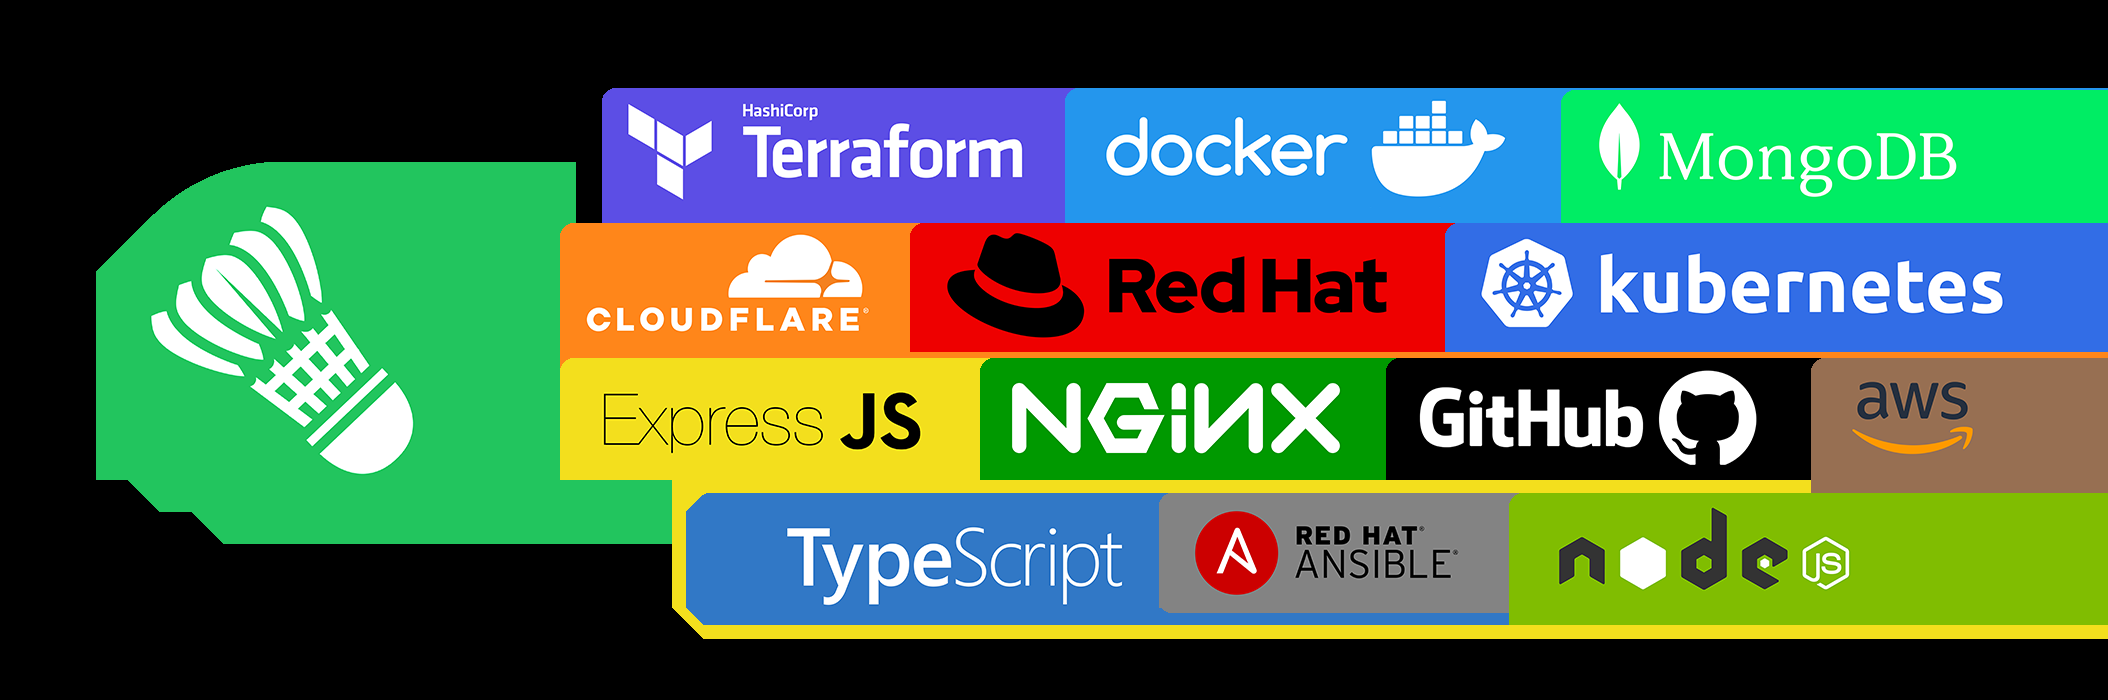 HashiCorp
Terraform
docker
MongoDB
CLOUDFLARE®
Red Hat
kubernetes
Express JS
NGiNX
GitHub
aws
TypeScript
RED HAT®
ANSIBLE®
node
JS